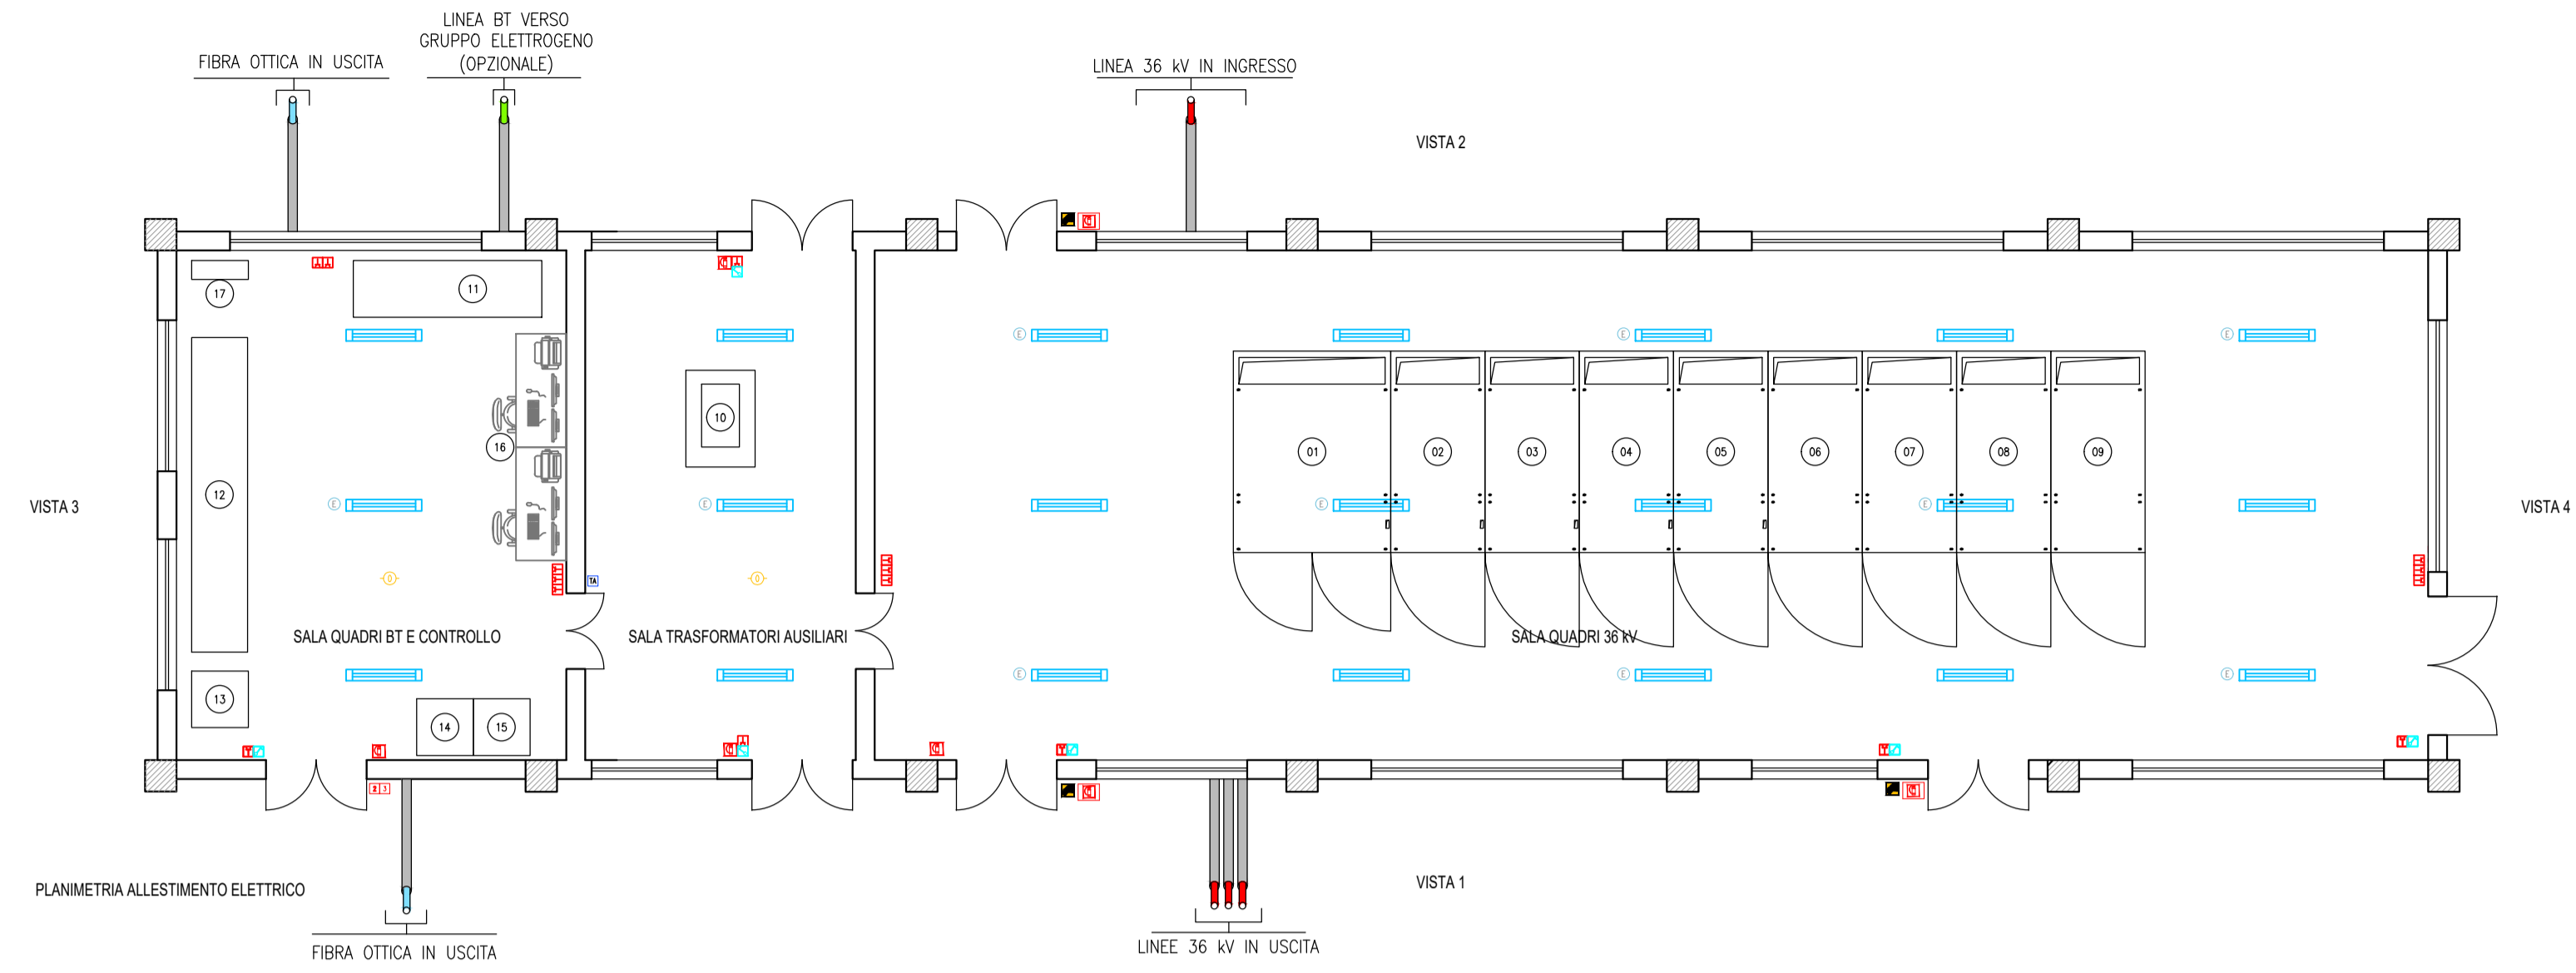 LINEA BT VERSO
GRUPPO ELETTROGENO
(OPZIONALE)
FIBRA OTTICA IN USCITA
LINEA 36 kV IN INGRESSO
VISTA 2
17
11
E
E
E
10
16
01
02
03
04
05
06
07
08
09
12
VISTA 3
E
E
E
E
VISTA 4
D
D
TA
SALA QUADRI BT E CONTROLLO
SALA TRASFORMATORI AUSILIARI
SALA QUADRI 36 kV
E
E
E
13
14
15
2 3
PLANIMETRIA ALLESTIMENTO ELETTRICO
VISTA 1
FIBRA OTTICA IN USCITA
LINEE 36 kV IN USCITA